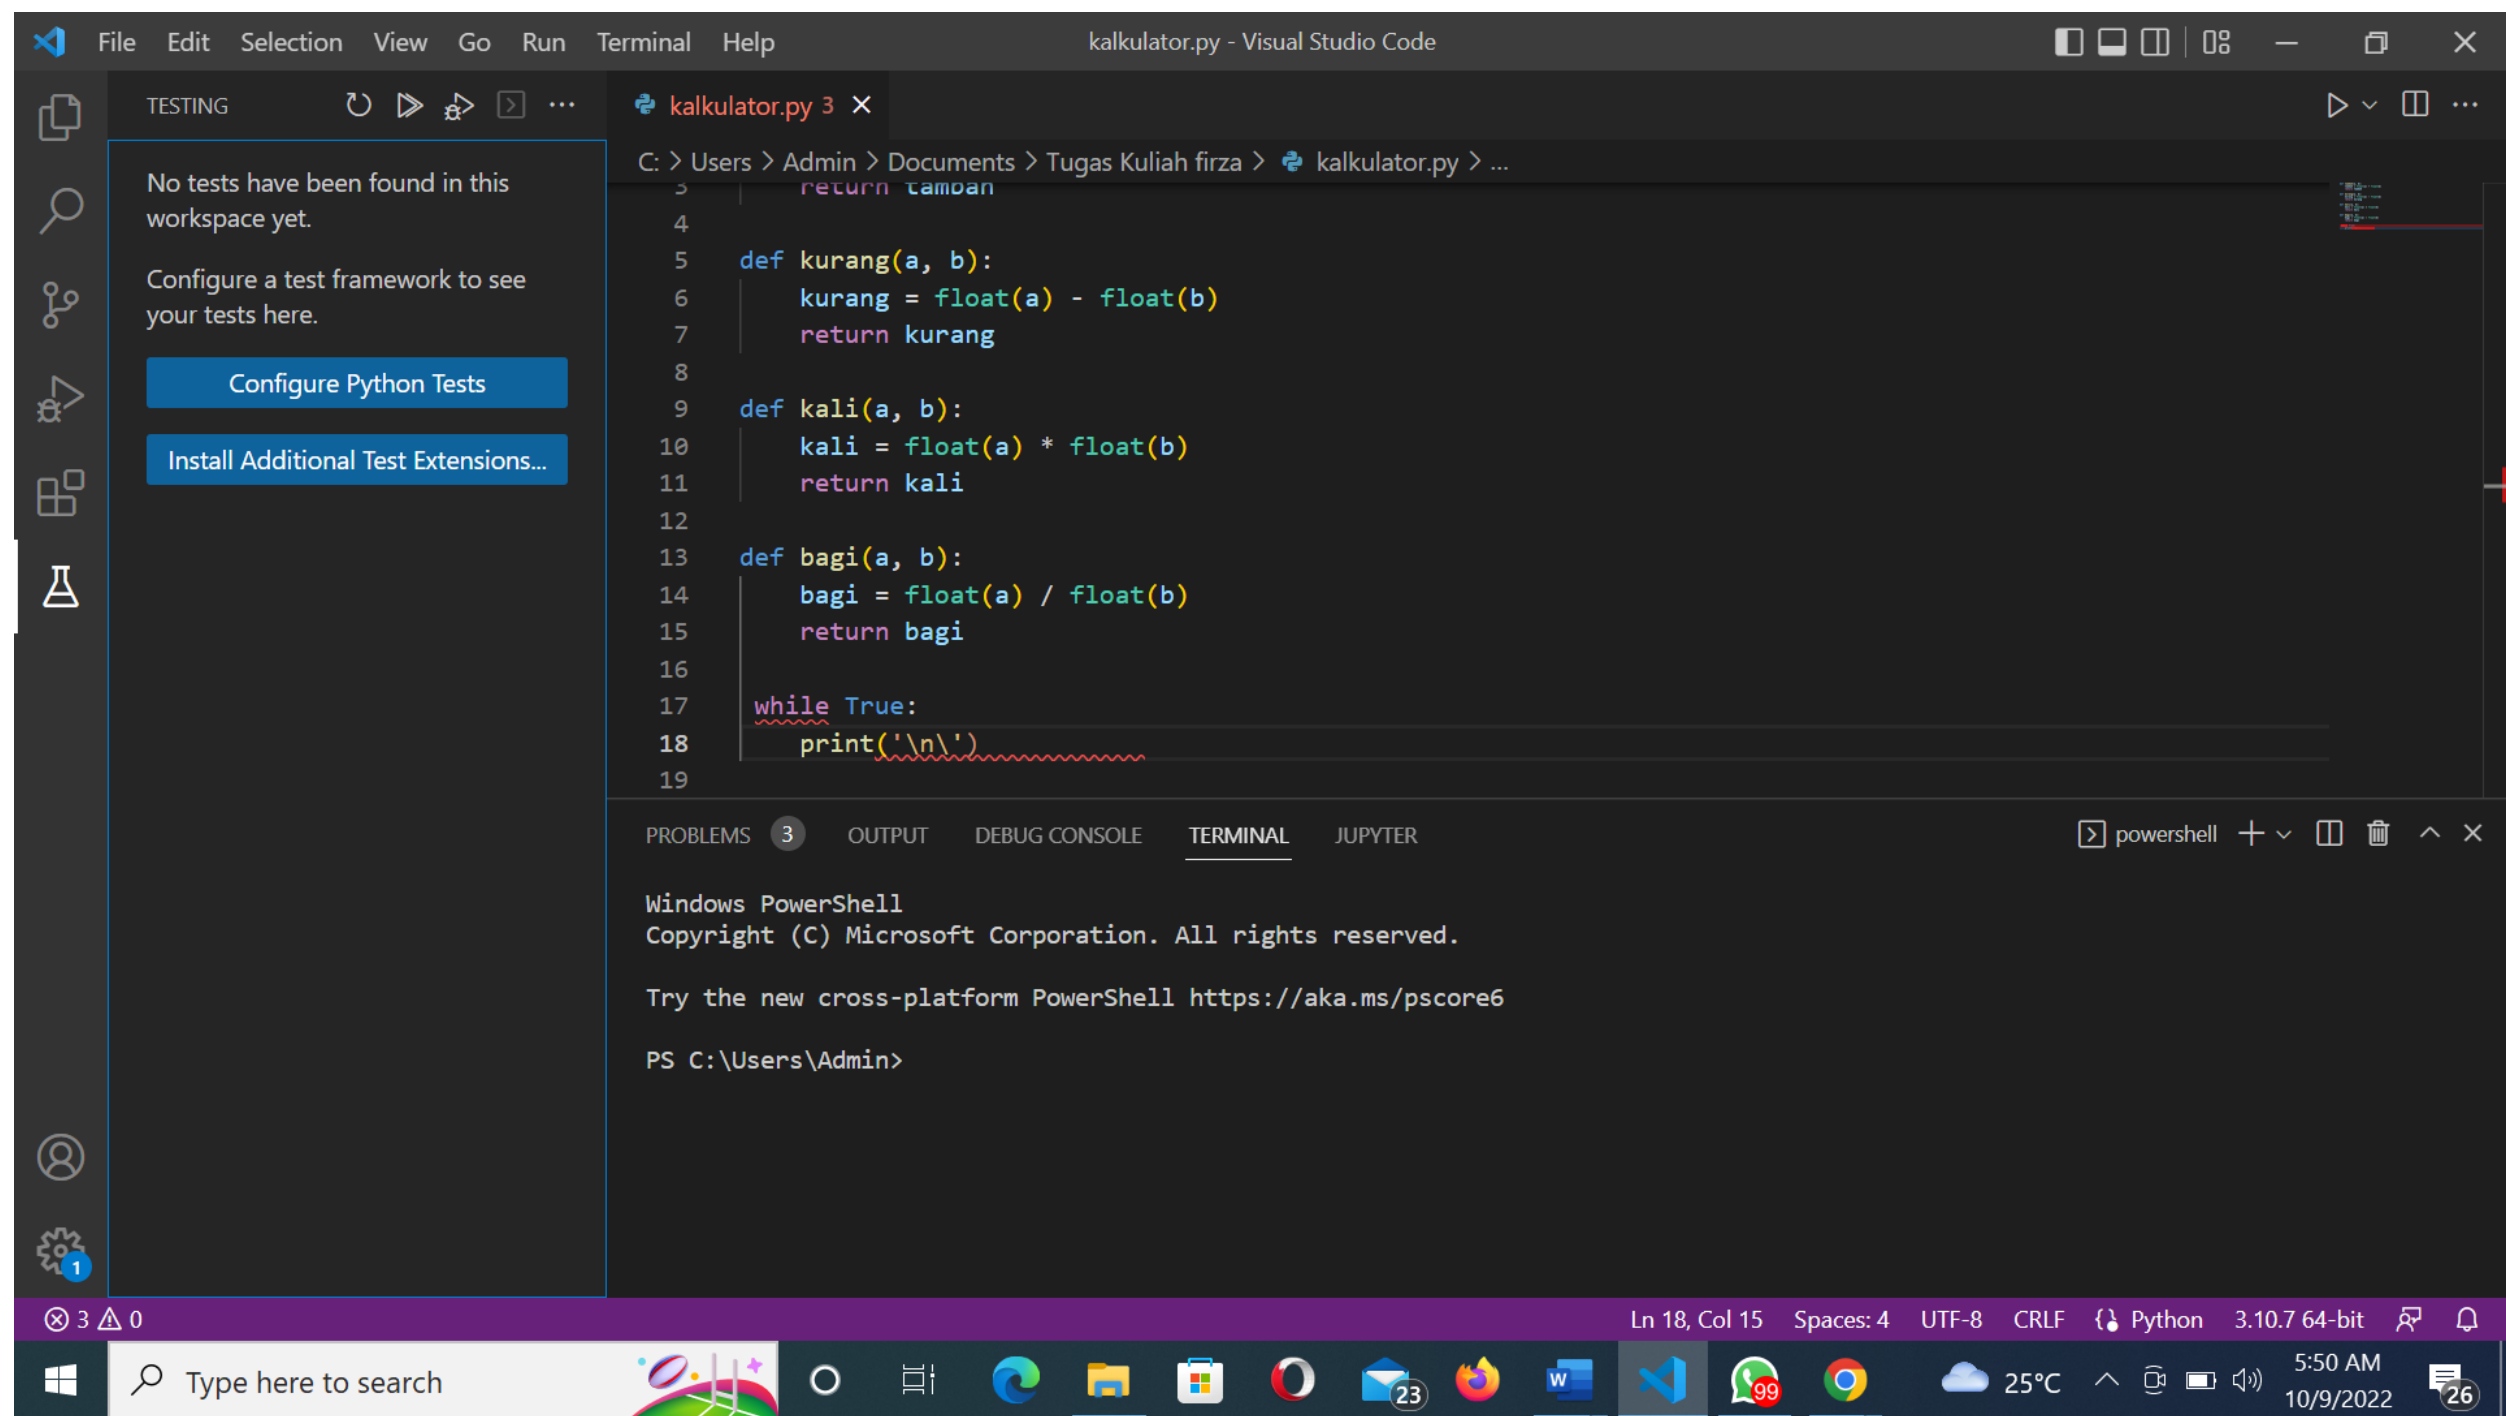 File Edit Selection View Go Run Terminal Help kalkulator.py - Visual Studio Code
TESTING
kalkulator.py 3
C: > Users > Admin > Documents > Tugas Kuliah firza > kalkulator.py > ...
No tests have been found in this
workspace yet.
Configure a test framework to see
your tests here.
Configure Python Tests
Install Additional Test Extensions...
3 return tambah
4
5 def kurang(a, b):
6 kurang = float(a) - float(b)
7 return kurang
8
9 def kali(a, b):
10 kali = float(a) * float(b)
11 return kali
12
13 def bagi(a, b):
14 bagi = float(a) / float(b)
15 return bagi
16
17 while True:
18 print('\n\')
19
PROBLEMS 3 OUTPUT DEBUG CONSOLE TERMINAL JUPYTER powershell
Windows PowerShell
Copyright (C) Microsoft Corporation. All rights reserved.
Try the new cross-platform PowerShell https://aka.ms/pscore6
PS C:\Users\Admin>
1
3 0 Ln 18, Col 15 Spaces: 4 UTF-8 CRLF Python 3.10.7 64-bit
Type here to search 23 W 99 25°C 5:50 AM
10/9/2022 26